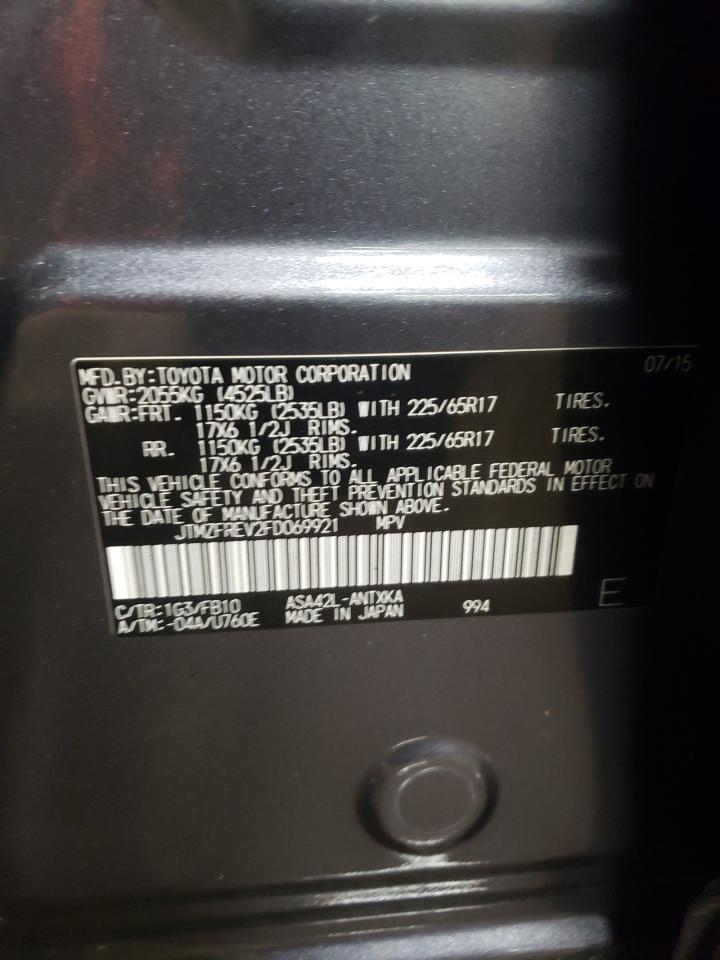 07/15
MFD.BY:TOYOTA MOTOR CORPORATION
GVWR:2055KG (4525LB)
GAWR:FRT. 1150KG (2535LB) WITH 225/65R17 TIRES.
17X6 1/2J RIMS.
RR. 1150KG (2535LB) WITH 225/65R17 TIRES.
17X6 1/2J RIMS.
THIS VEHICLE CONFORMS TO ALL APPLICABLE FEDERAL MOTOR
VEHICLE SAFETY AND THEFT PREVENTION STANDARDS IN EFFECT ON
THE DATE OF MANUFACTURE SHOWN ABOVE.
JTMZFREV2FD069921 MPV
C/TR:1G3/FB10 ASA42L-ANTXKA 994 E
A/TM:-04A/U760E MADE IN JAPAN